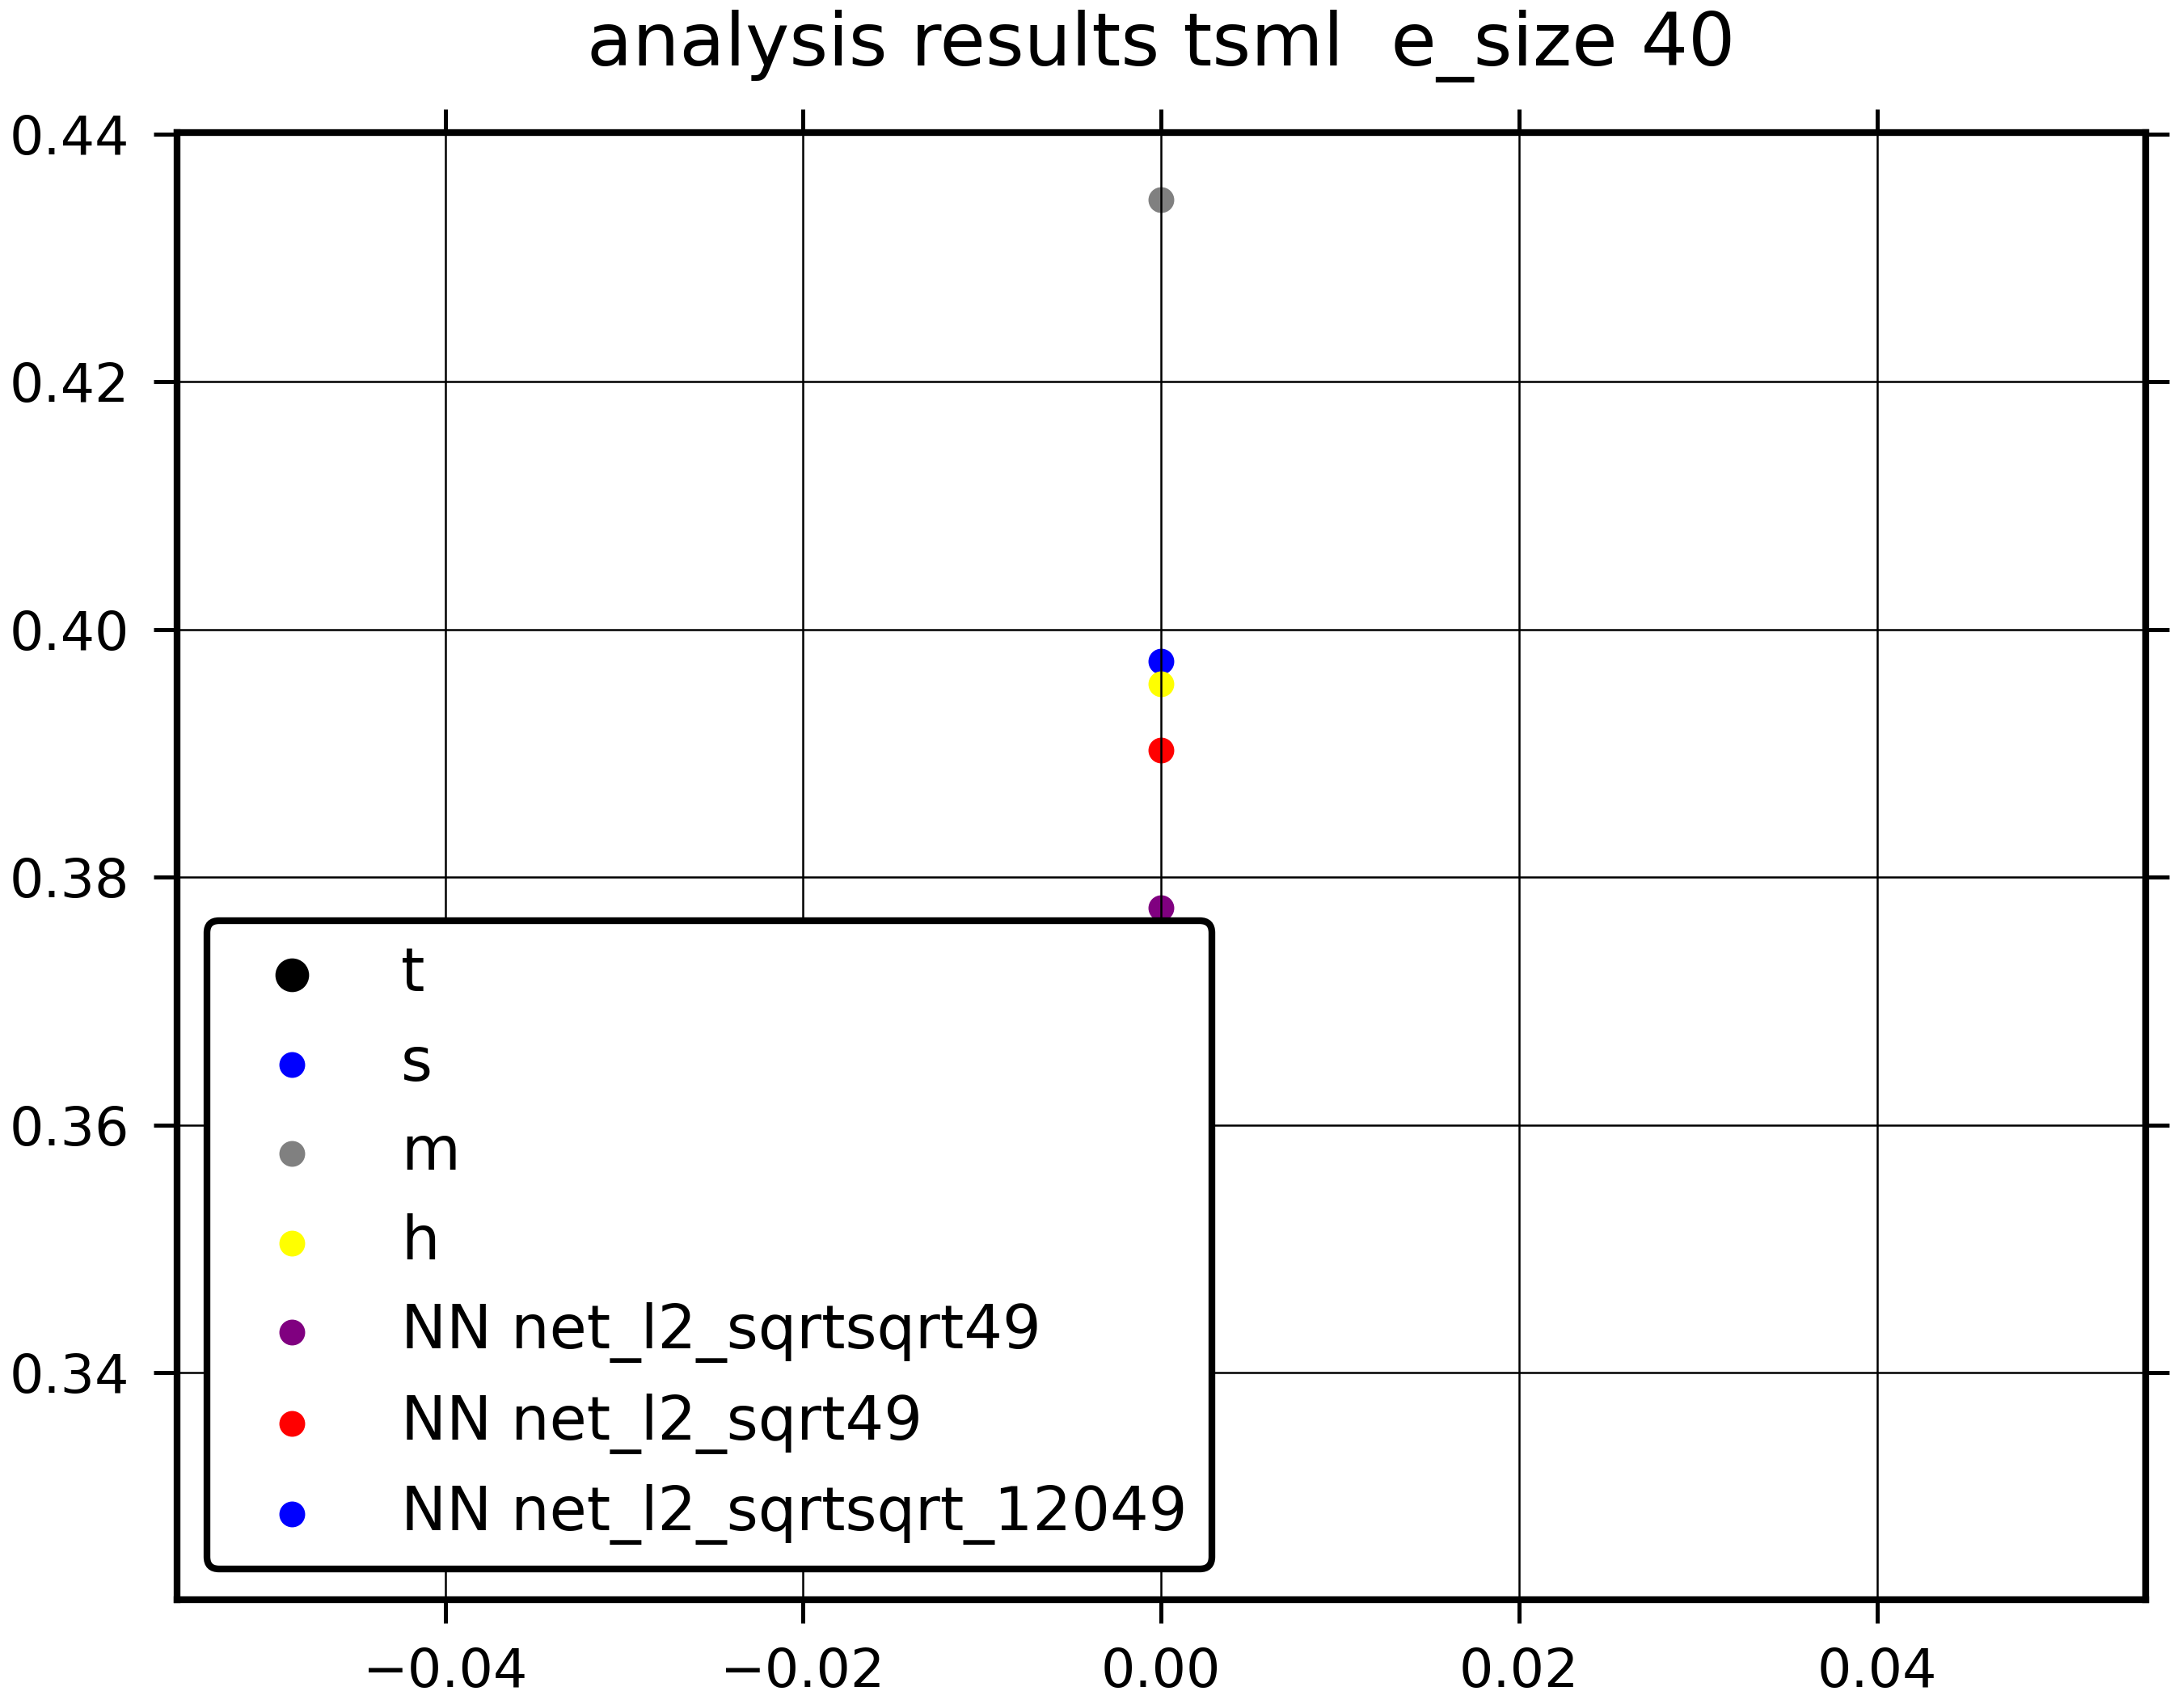 analysis results tsml  e_size 40
0.44
0.42
0.40
0.38
0.36
0.34
t
s
m
h
NN net_l2_sqrtsqrt49
NN net_l2_sqrt49
NN net_l2_sqrtsqrt_12049
−0.04 −0.02 0.00 0.02 0.04